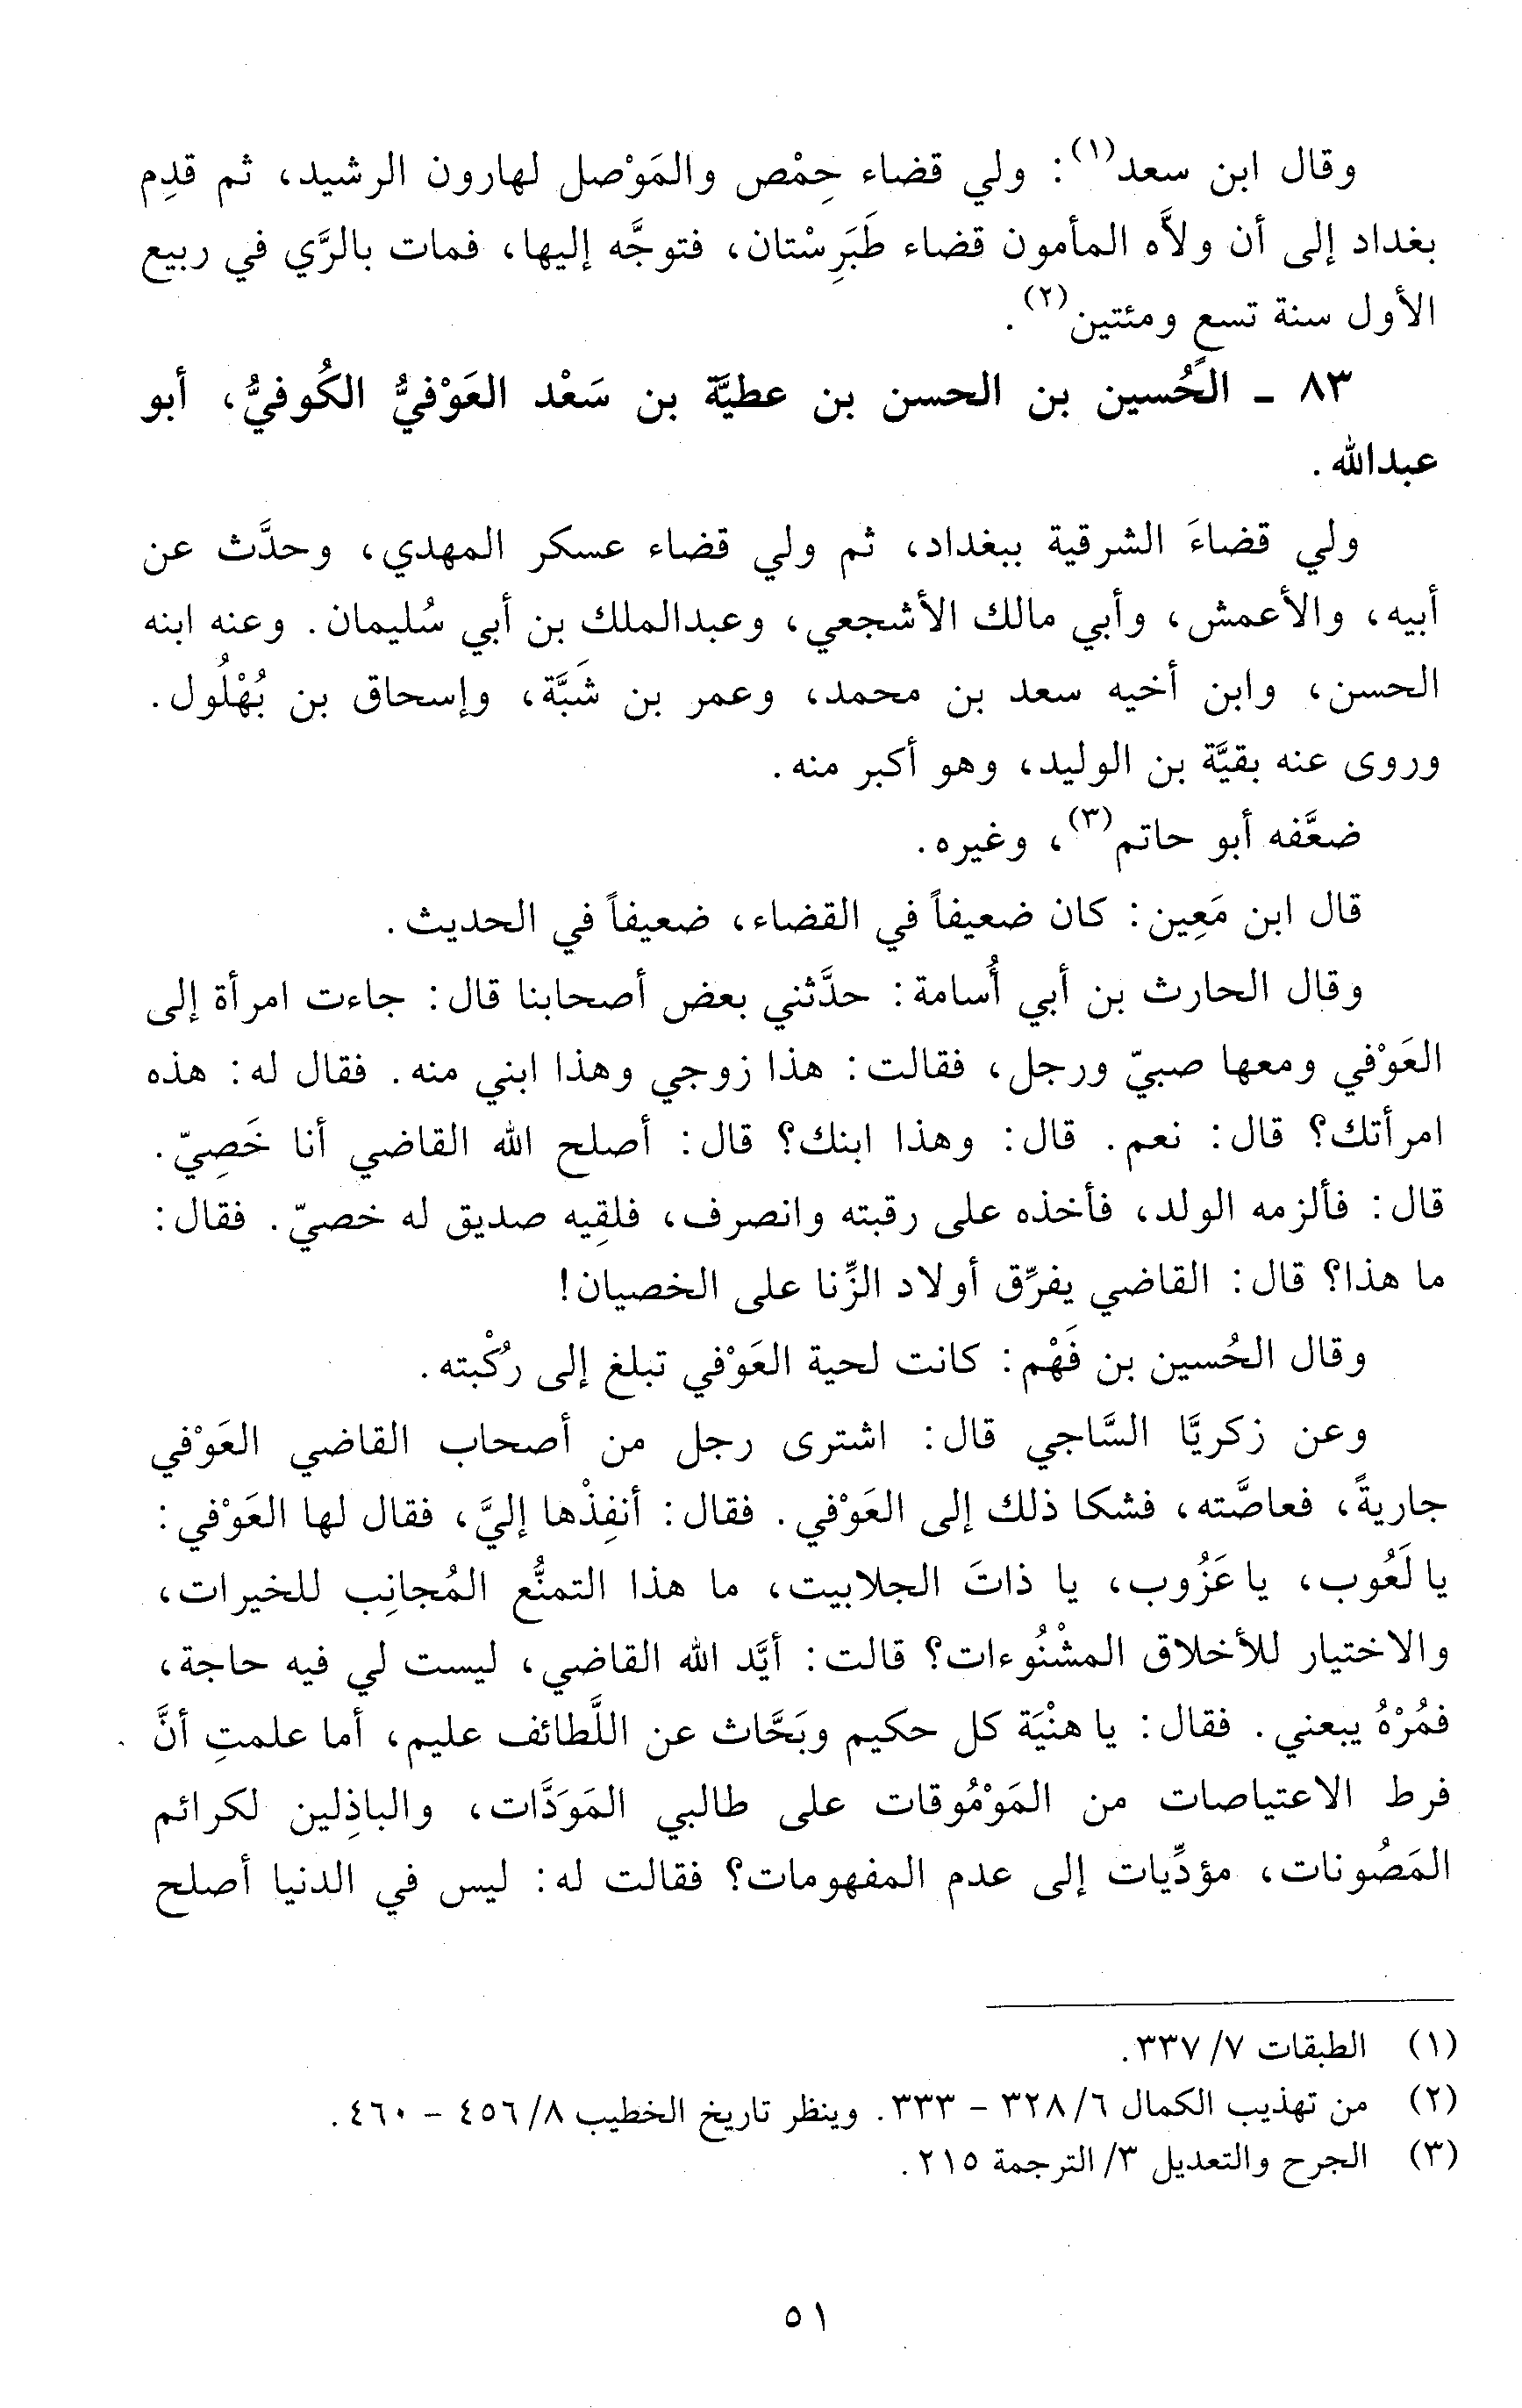 وقال ابن سعد(١): ولي قضاء حِمْص والمَوْصل لهارون الرشيد، ثم قدِم
بغداد إلى أن ولاَّه المأمون قضاء طَبَرِسْتان، فتوجَّه إليها، فمات بالرَّي في ربيع
الأول سنة تسع ومئتين(٢).
٨٣ - الحُسين بن الحسن بن عطيَّة بن سَعْد العَوْفيُّ الكُوفيُّ، أبو
عبدالله.
ولي قضاءَ الشرقية ببغداد، ثم ولي قضاء عسكر المهدي، وحدَّث عن
أبيه، والأعمش، وأبي مالك الأشجعي، وعبدالملك بن أبي سُليمان. وعنه ابنه
الحسن، وابن أخيه سعد بن محمد، وعمر بن شَبَّة، وإسحاق بن بُهْلُول.
وروى عنه بقيَّة بن الوليد، وهو أكبر منه.
ضعَّفه أبو حاتم(٣)، وغيره.
قال ابن مَعِين: كان ضعيفاً في القضاء، ضعيفاً في الحديث.
وقال الحارث بن أبي أُسامة: حدَّثني بعض أصحابنا قال: جاءت امرأة إلى
العَوْفي ومعها صبيّ ورجل، فقالت: هذا زوجي وهذا ابني منه. فقال له: هذه
امرأتك؟ قال: نعم. قال: وهذا ابنك؟ قال: أصلح الله القاضي أنا خَصِيّ.
قال: فألزمه الولد، فأخذه على رقبته وانصرف، فلقِيه صديق له خصيّ. فقال:
ما هذا؟ قال: القاضي يفرِّق أولاد الزِّنا على الخصيان!
وقال الحُسين بن فَهْم: كانت لحية العَوْفي تبلغ إلى رُكْبته.
وعن زكريَّا السَّاجي قال: اشترى رجل من أصحاب القاضي العَوْفي
جاريةً، فعاصَّته، فشكا ذلك إلى العَوْفي. فقال: أنفِذْها إليَّ، فقال لها العَوْفي:
يا لَعُوب، يا عَزُوب، يا ذاتَ الجلابيت، ما هذا التمنُّع المُجانِب للخيرات،
والاختيار للأخلاق المشْنُوءات؟ قالت: أيَّد الله القاضي، ليست لي فيه حاجة،
فمُرْهُ يبعني. فقال: يا هنْيَة كل حكيم وبَحَّاث عن اللَّطائف عليم، أما علمتِ أنَّ
فرط الاعتياصات من المَوْمُوقات على طالبي المَوَدَّات، والباذِلين لكرائم
المَصُونات، مؤدِّيات إلى عدم المفهومات؟ فقالت له: ليس في الدنيا أصلح
(١) الطبقات ٧/ ٣٣٧.
(٢) من تهذيب الكمال ٦/ ٣٢٨ - ٣٣٣. وينظر تاريخ الخطيب ٨/ ٤٥٦ - ٤٦٠.
(٣) الجرح والتعديل ٣/ الترجمة ٢١٥.
٥١